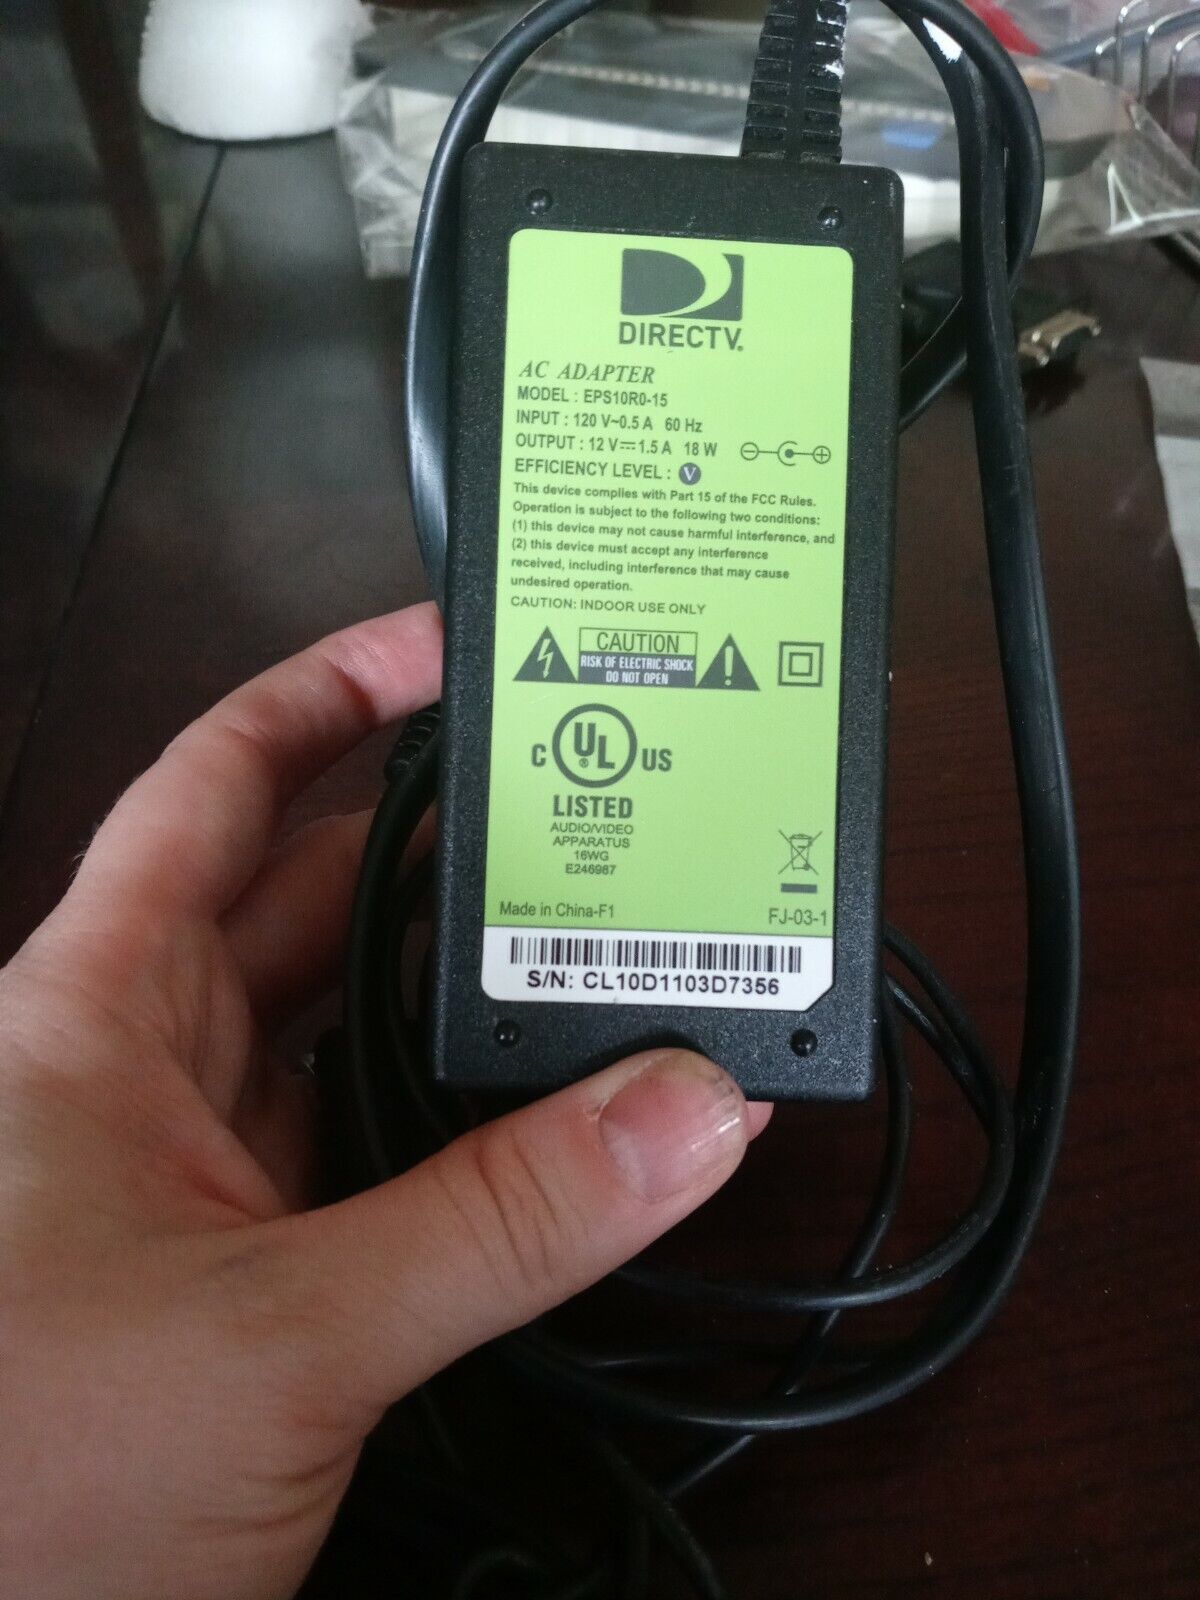 DIRECTV®
AC ADAPTER
MODEL : EPS10R0-15
INPUT : 120 V~0.5 A 60 Hz
OUTPUT : 12 V⎓1.5 A 18 W
EFFICIENCY LEVEL : V
This device complies with Part 15 of the FCC Rules.
Operation is subject to the following two conditions:
(1) this device may not cause harmful interference, and
(2) this device must accept any interference
received, including interference that may cause
undesired operation.
CAUTION: INDOOR USE ONLY
CAUTION
RISK OF ELECTRIC SHOCK
DO NOT OPEN
C UL® US
LISTED
AUDIO/VIDEO
APPARATUS
16WG
E246987
Made in China-F1 FJ-03-1
S/N: CL10D1103D7356